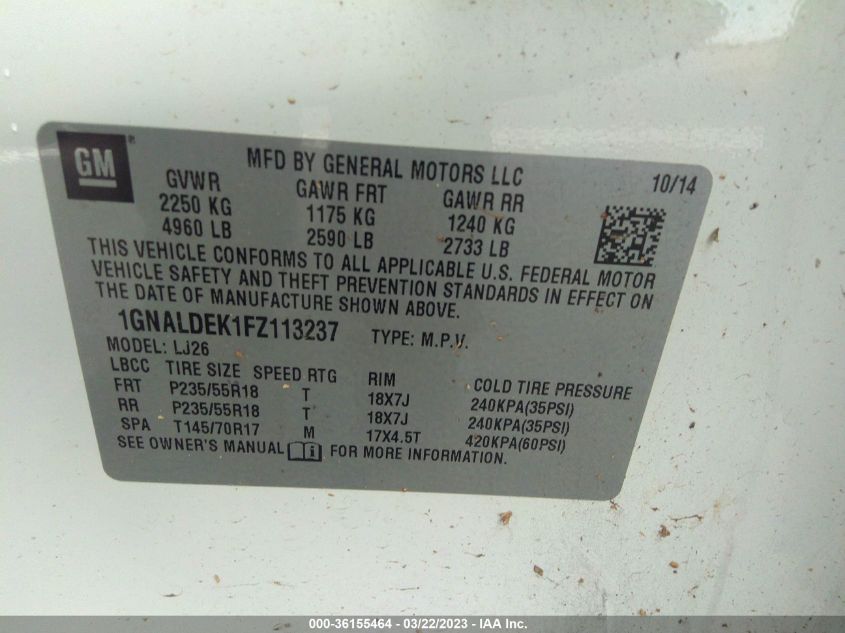 GM
MFD BY GENERAL MOTORS LLC
10/14
GVWR GAWR FRT GAWR RR
2250 KG 1175 KG 1240 KG
4960 LB 2590 LB 2733 LB
THIS VEHICLE CONFORMS TO ALL APPLICABLE U.S. FEDERAL MOTOR
VEHICLE SAFETY AND THEFT PREVENTION STANDARDS IN EFFECT ON
THE DATE OF MANUFACTURE SHOWN ABOVE.
1GNALDEK1FZ113237 TYPE: M.P.V.
MODEL: LJ26
LBCC TIRE SIZE SPEED RTG RIM COLD TIRE PRESSURE
FRT P235/55R18 T 18X7J 240KPA(35PSI)
RR P235/55R18 T 18X7J 240KPA(35PSI)
SPA T145/70R17 M 17X4.5T 420KPA(60PSI)
SEE OWNER'S MANUAL FOR MORE INFORMATION.
000-36155464 - 03/22/2023 - IAA Inc.